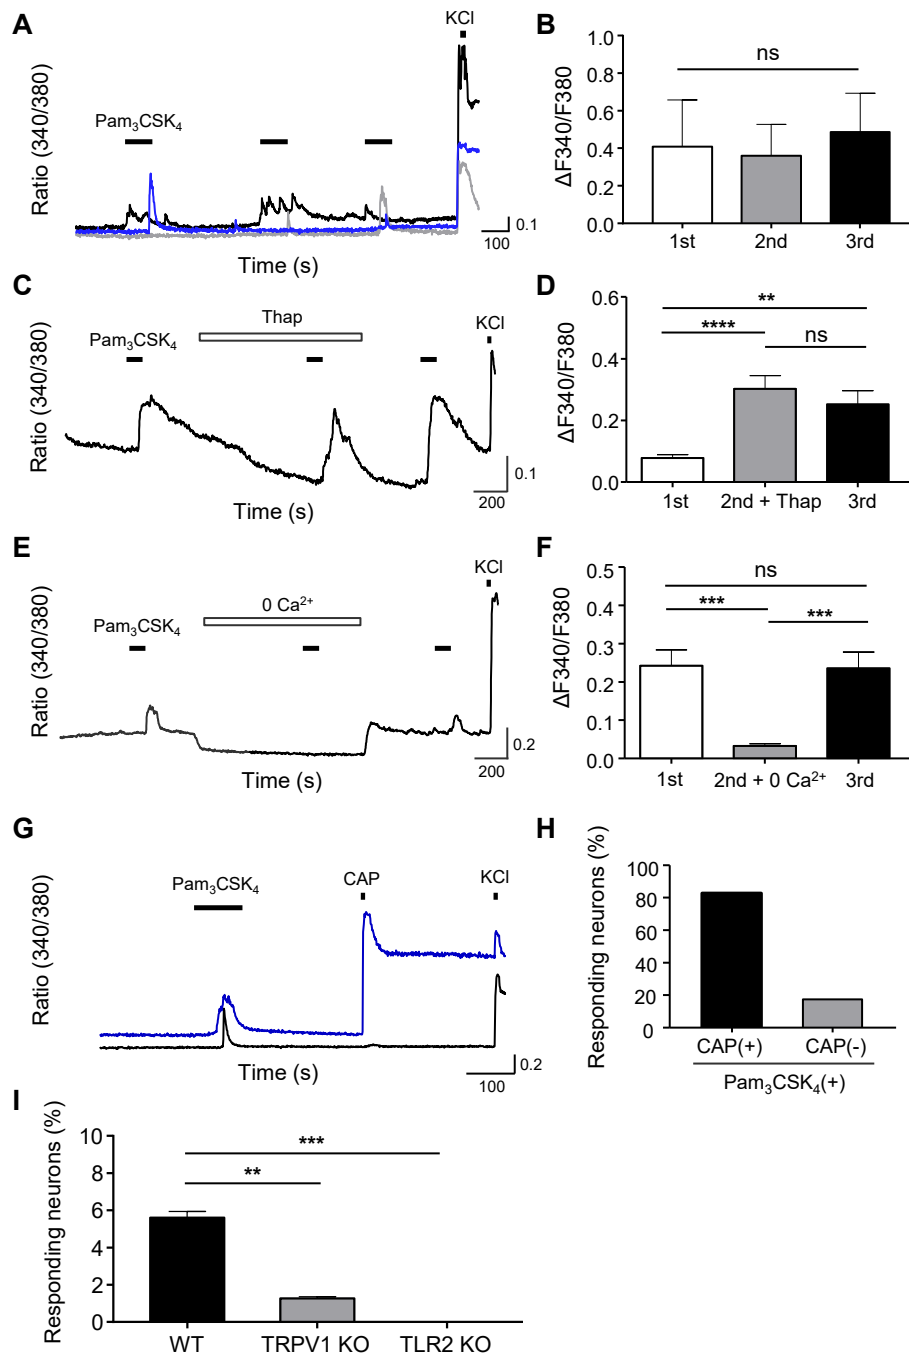 A
KCl
Pam₃CSK₄
Ratio (340/380)
0.1
100
Time (s)
B
1.0
0.8
0.6
0.4
0.2
0.0
ΔF340/F380
ns
1st
2nd
3rd
C
Thap
KCl
Pam₃CSK₄
Ratio (340/380)
0.1
200
Time (s)
D
0.6
0.4
0.2
0.0
ΔF340/F380
**
****
ns
1st
2nd + Thap
3rd
E
KCl
0 Ca²⁺
Pam₃CSK₄
Ratio (340/380)
0.2
200
Time (s)
F
0.5
0.4
0.3
0.2
0.1
0.0
ΔF340/F380
ns
***
***
1st
2nd + 0 Ca²⁺
3rd
G
Pam₃CSK₄
CAP
KCl
Ratio (340/380)
0.2
100
Time (s)
H
Responding neurons (%)
100
80
60
40
20
0
CAP(+)
CAP(-)
Pam₃CSK₄(+)
I
Responding neurons (%)
10
8
6
4
2
0
***
**
WT
TRPV1 KO
TLR2 KO